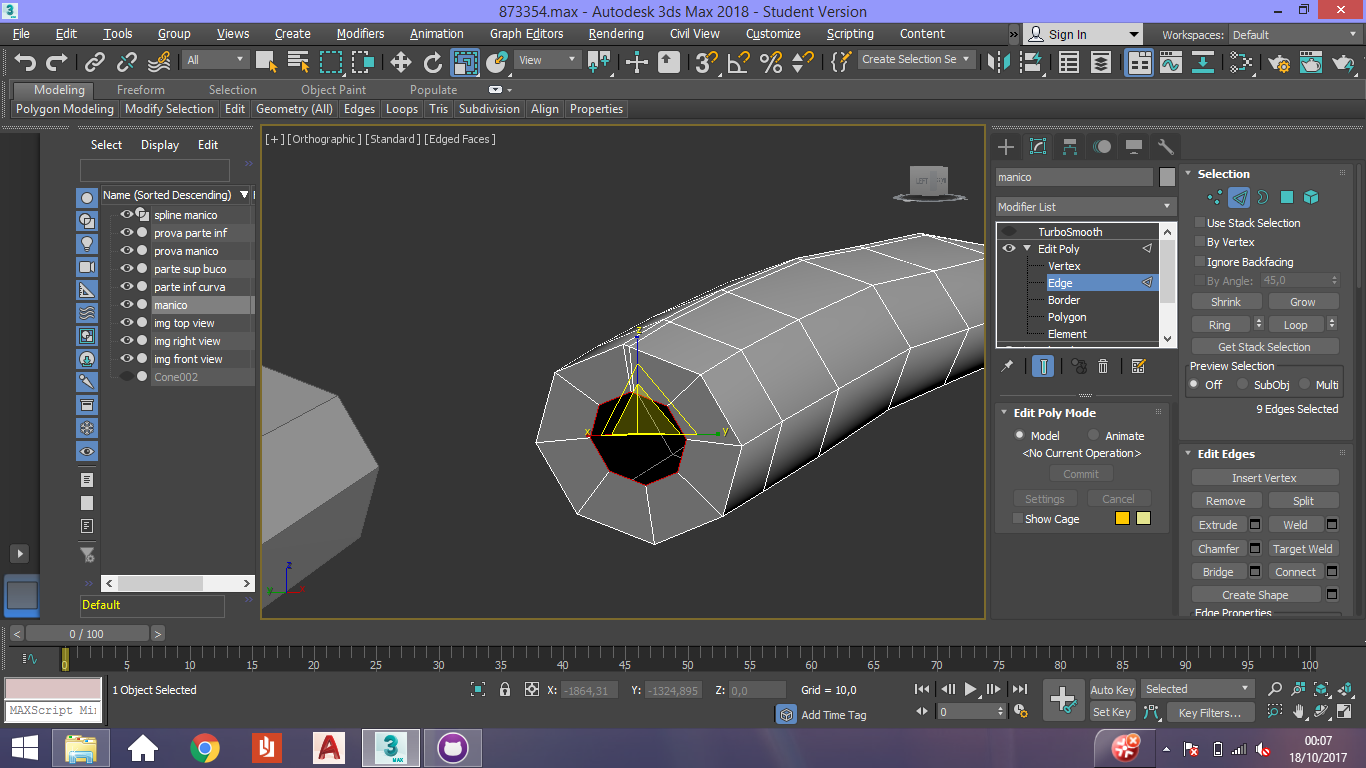 873354.max - Autodesk 3ds Max 2018 - Student Version
File Edit Tools Group Views Create Modifiers Animation Graph Editors Rendering Civil View Customize Scripting Content » Sign In Workspaces: Default
All View Create Selection Se
Modeling Freeform Selection Object Paint Populate
Polygon Modeling Modify Selection Edit Geometry (All) Edges Loops Tris Subdivision Align Properties
Select Display Edit
Name (Sorted Descending)
spline manico
prova parte inf
prova manico
parte sup buco
parte inf curva
manico
img top view
img right view
img front view
Cone002
Default
[+] [Orthographic] [Standard] [Edged Faces]
LEFT
z
x y
z
y
manico
Modifier List
TurboSmooth
Edit Poly
Vertex
Edge
Border
Polygon
Element
Edit Poly Mode
Model Animate
<No Current Operation>
Commit
Settings Cancel
Show Cage
Selection
Use Stack Selection
By Vertex
Ignore Backfacing
By Angle: 45,0
Shrink Grow
Ring Loop
Get Stack Selection
Preview Selection
Off SubObj Multi
9 Edges Selected
Edit Edges
Insert Vertex
Remove Split
Extrude Weld
Chamfer Target Weld
Bridge Connect
Create Shape
Edge Properties
< 0 / 100 >
0 5 10 15 20 25 30 35 40 45 50 55 60 65 70 75 80 85 90 95 100
1 Object Selected X: -1864,31 Y: -1324,895 Z: 0,0 Grid = 10,0 Auto Key Selected
MAXScript Mi Add Time Tag 0 Set Key Key Filters...
3 MAX
00:07
18/10/2017